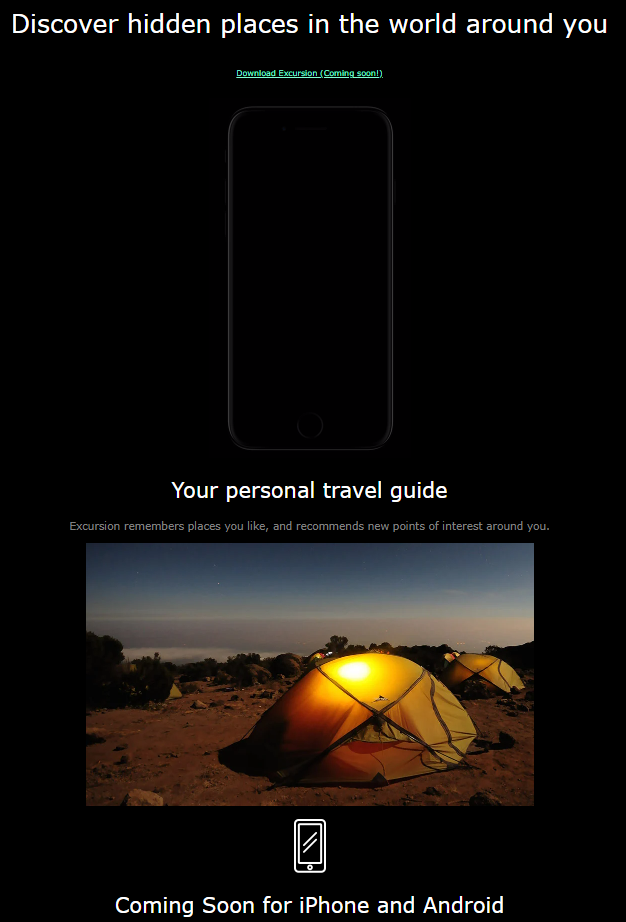 Discover hidden places in the world around you
Download Excursion (Coming soon!)
Your personal travel guide
Excursion remembers places you like, and recommends new points of interest around you.
Coming Soon for iPhone and Android